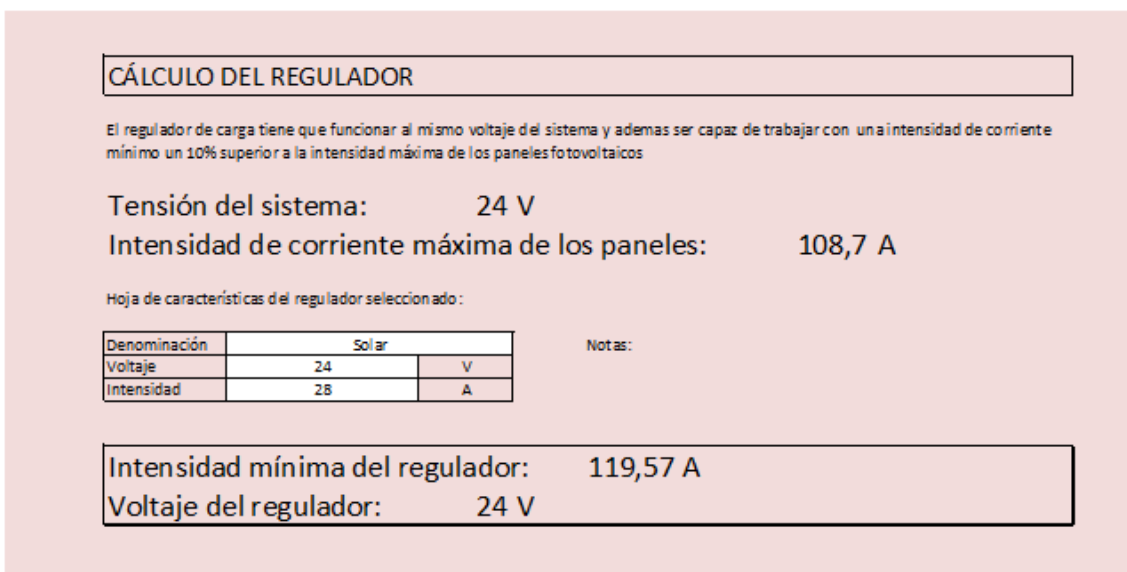 CÁLCULO DEL REGULADOR
El regulador de carga tiene que funcionar al mismo voltaje del sistema y ademas ser capaz de trabajar con una intensidad de corriente
mínimo un 10% superior a la intensidad máxima de los paneles fotovoltaicos
Tensión del sistema: 24 V
Intensidad de corriente máxima de los paneles: 108,7 A
Hoja de características del regulador seleccionado:
Denominación Solar Notas:
Voltaje 24 V
Intensidad 28 A
Intensidad mínima del regulador: 119,57 A
Voltaje del regulador: 24 V